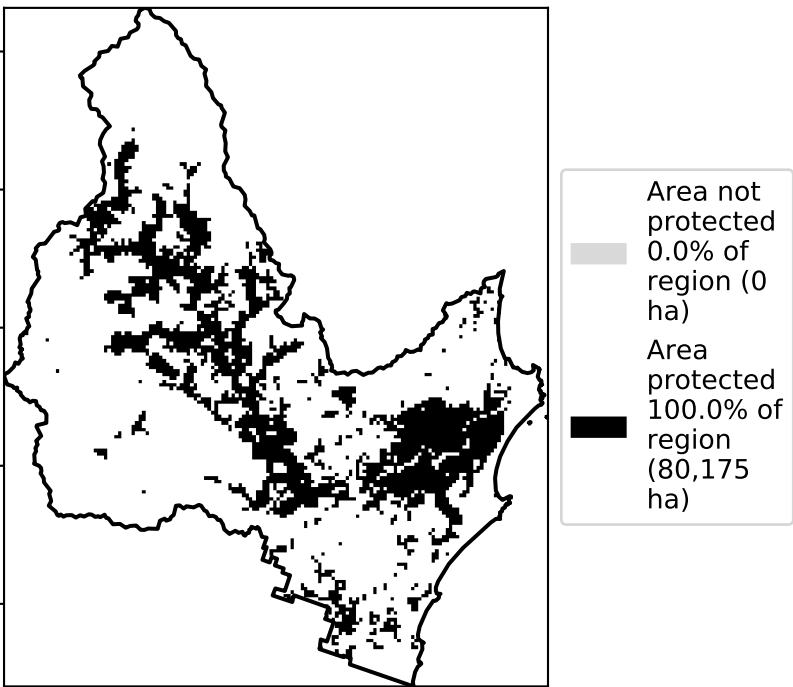 Area not
protected
0.0% of
region (0
ha)
Area
protected
100.0% of
region
(80,175
ha)